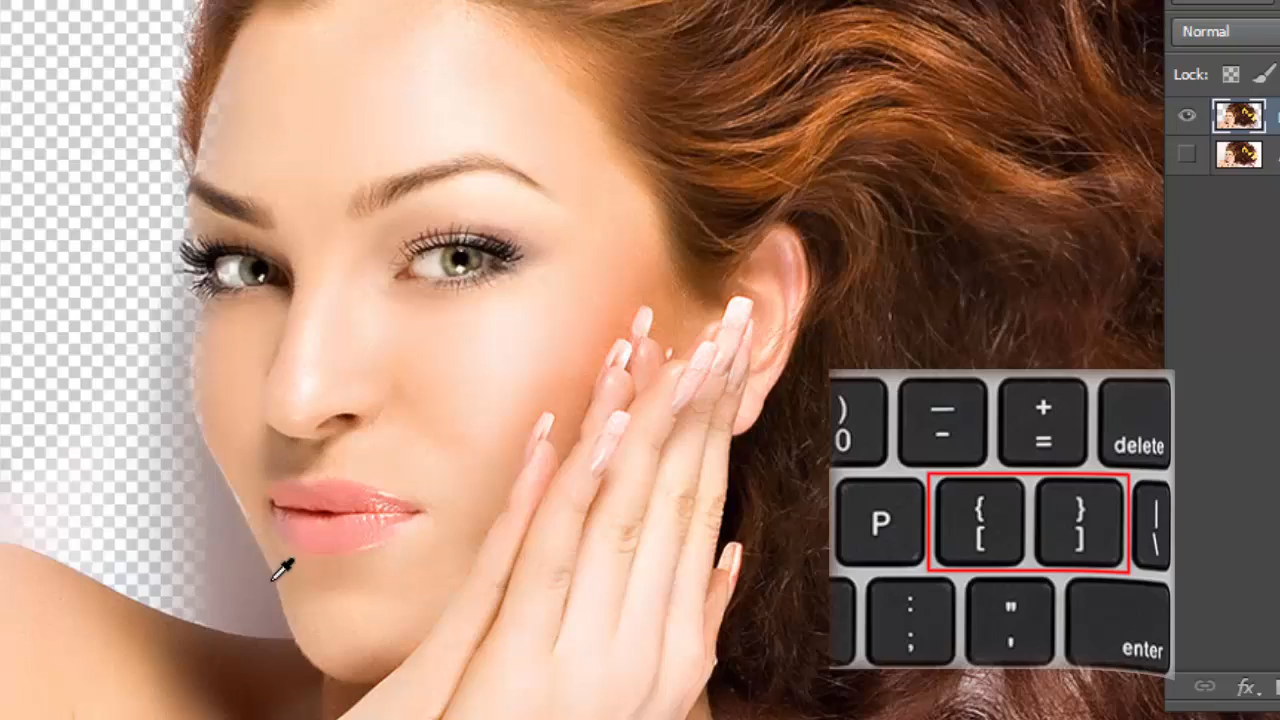 Normal
Lock:
) — +
0 - = delete
P { } |
[ ] \
: "
; ' enter
fx